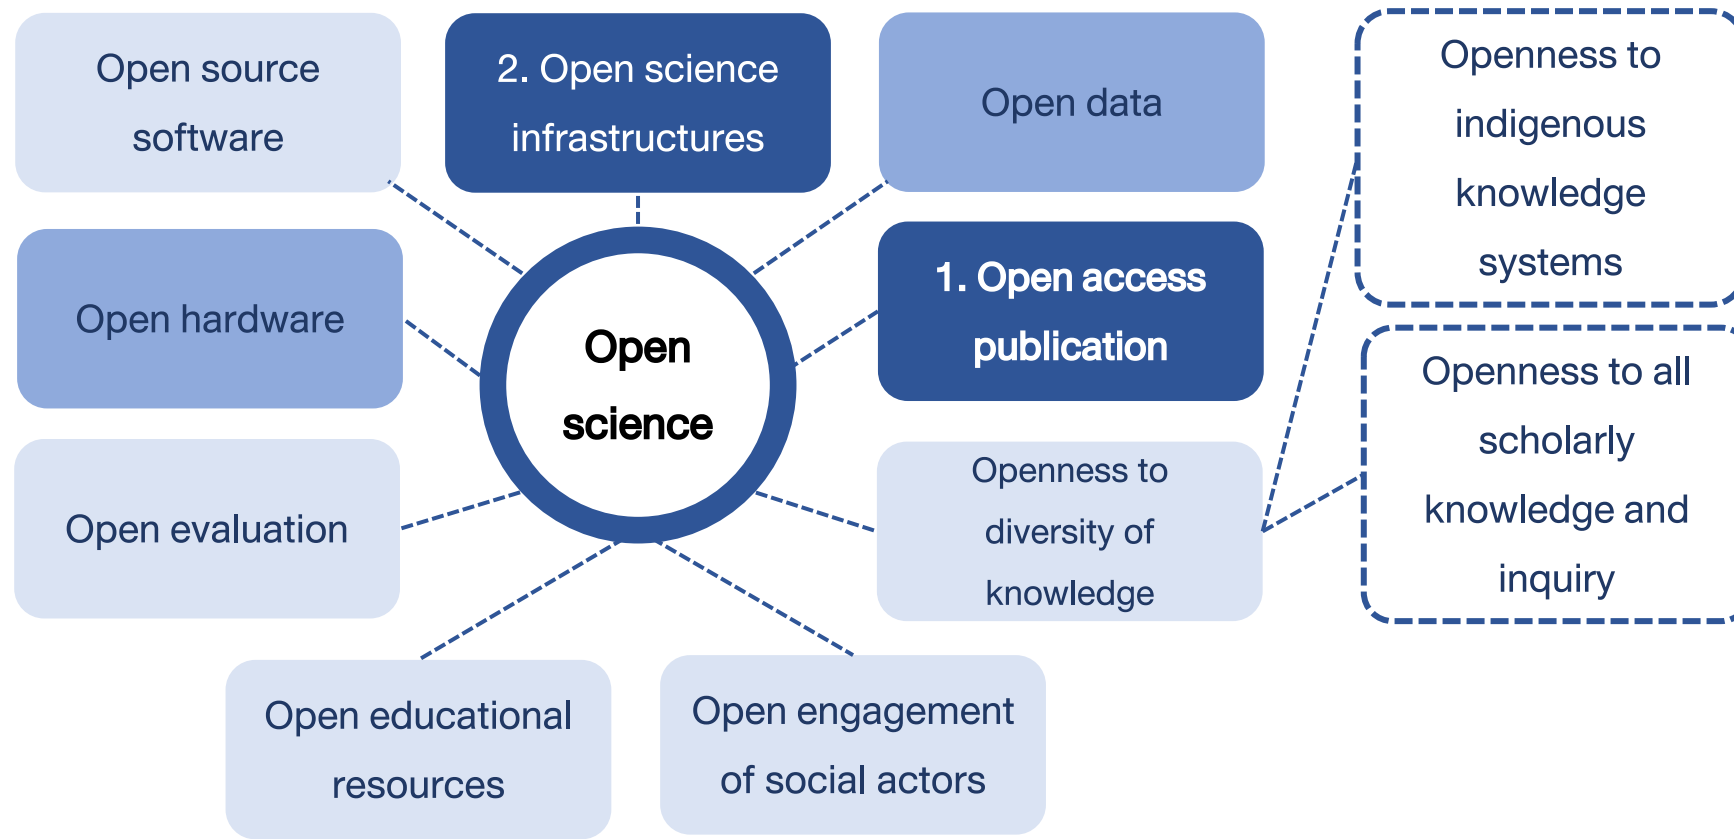 Open source
software
2. Open science
infrastructures
Open data
Openness to
indigenous
knowledge
systems
Open hardware
1. Open access
publication
Open
science
Openness to all
scholarly
knowledge and
inquiry
Open evaluation
Openness to
diversity of
knowledge
Open educational
resources
Open engagement
of social actors